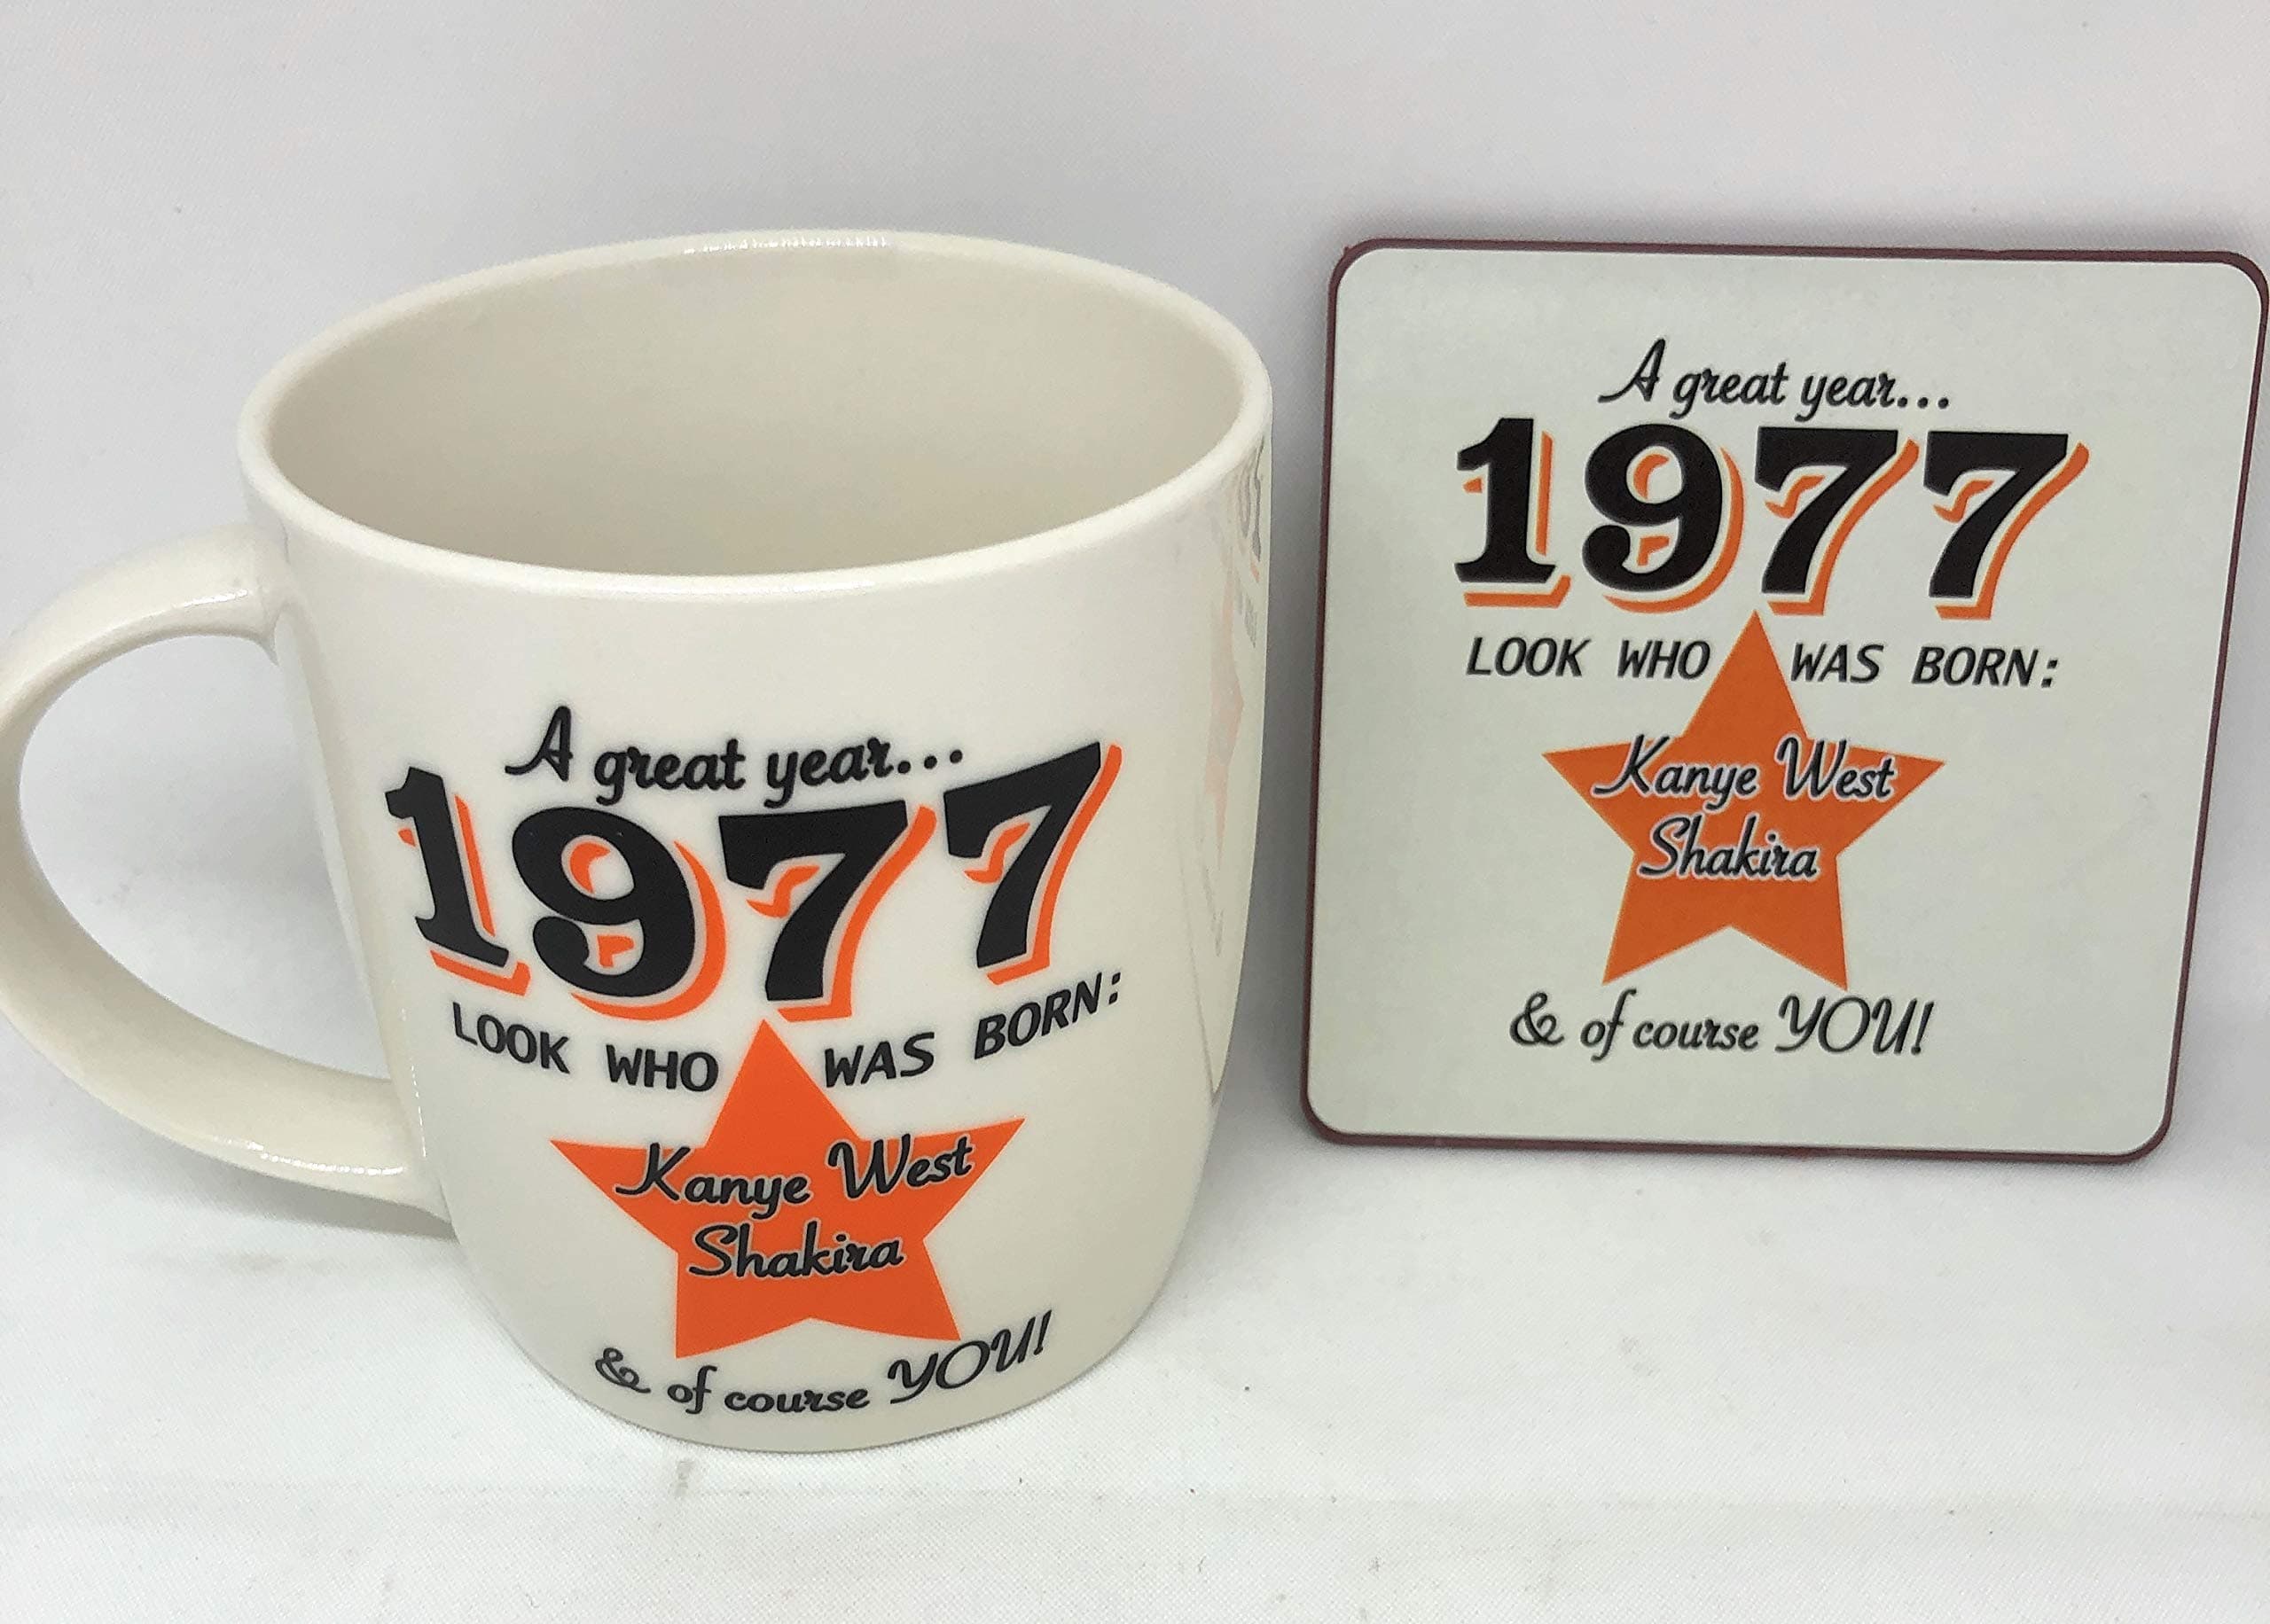 A great year...
1977
LOOK WHO WAS BORN:
Kanye West
Shakira
& of course YOU!
A great year...
1977
LOOK WHO WAS BORN:
Kanye West
Shakira
& of course YOU!